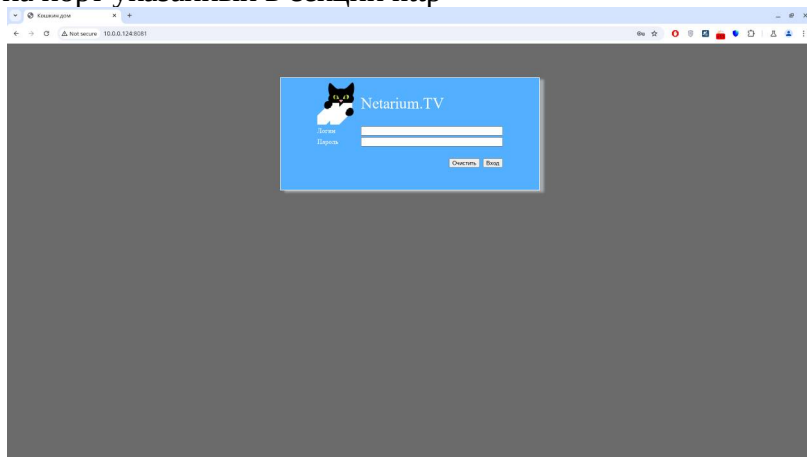 на порт указанный в секции http
Кошкин дом
Not secure 10.0.0.124:8081
Netarium.TV
Логин
Пароль
Очистить Вход